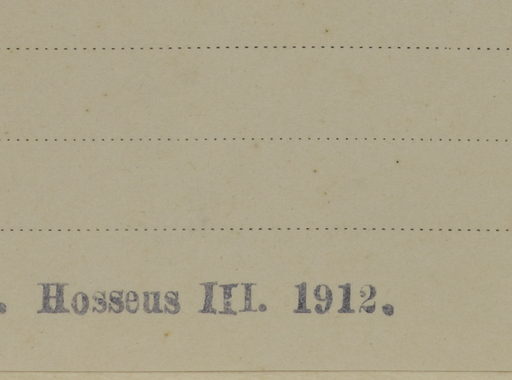 . Hosseus III. 1912.